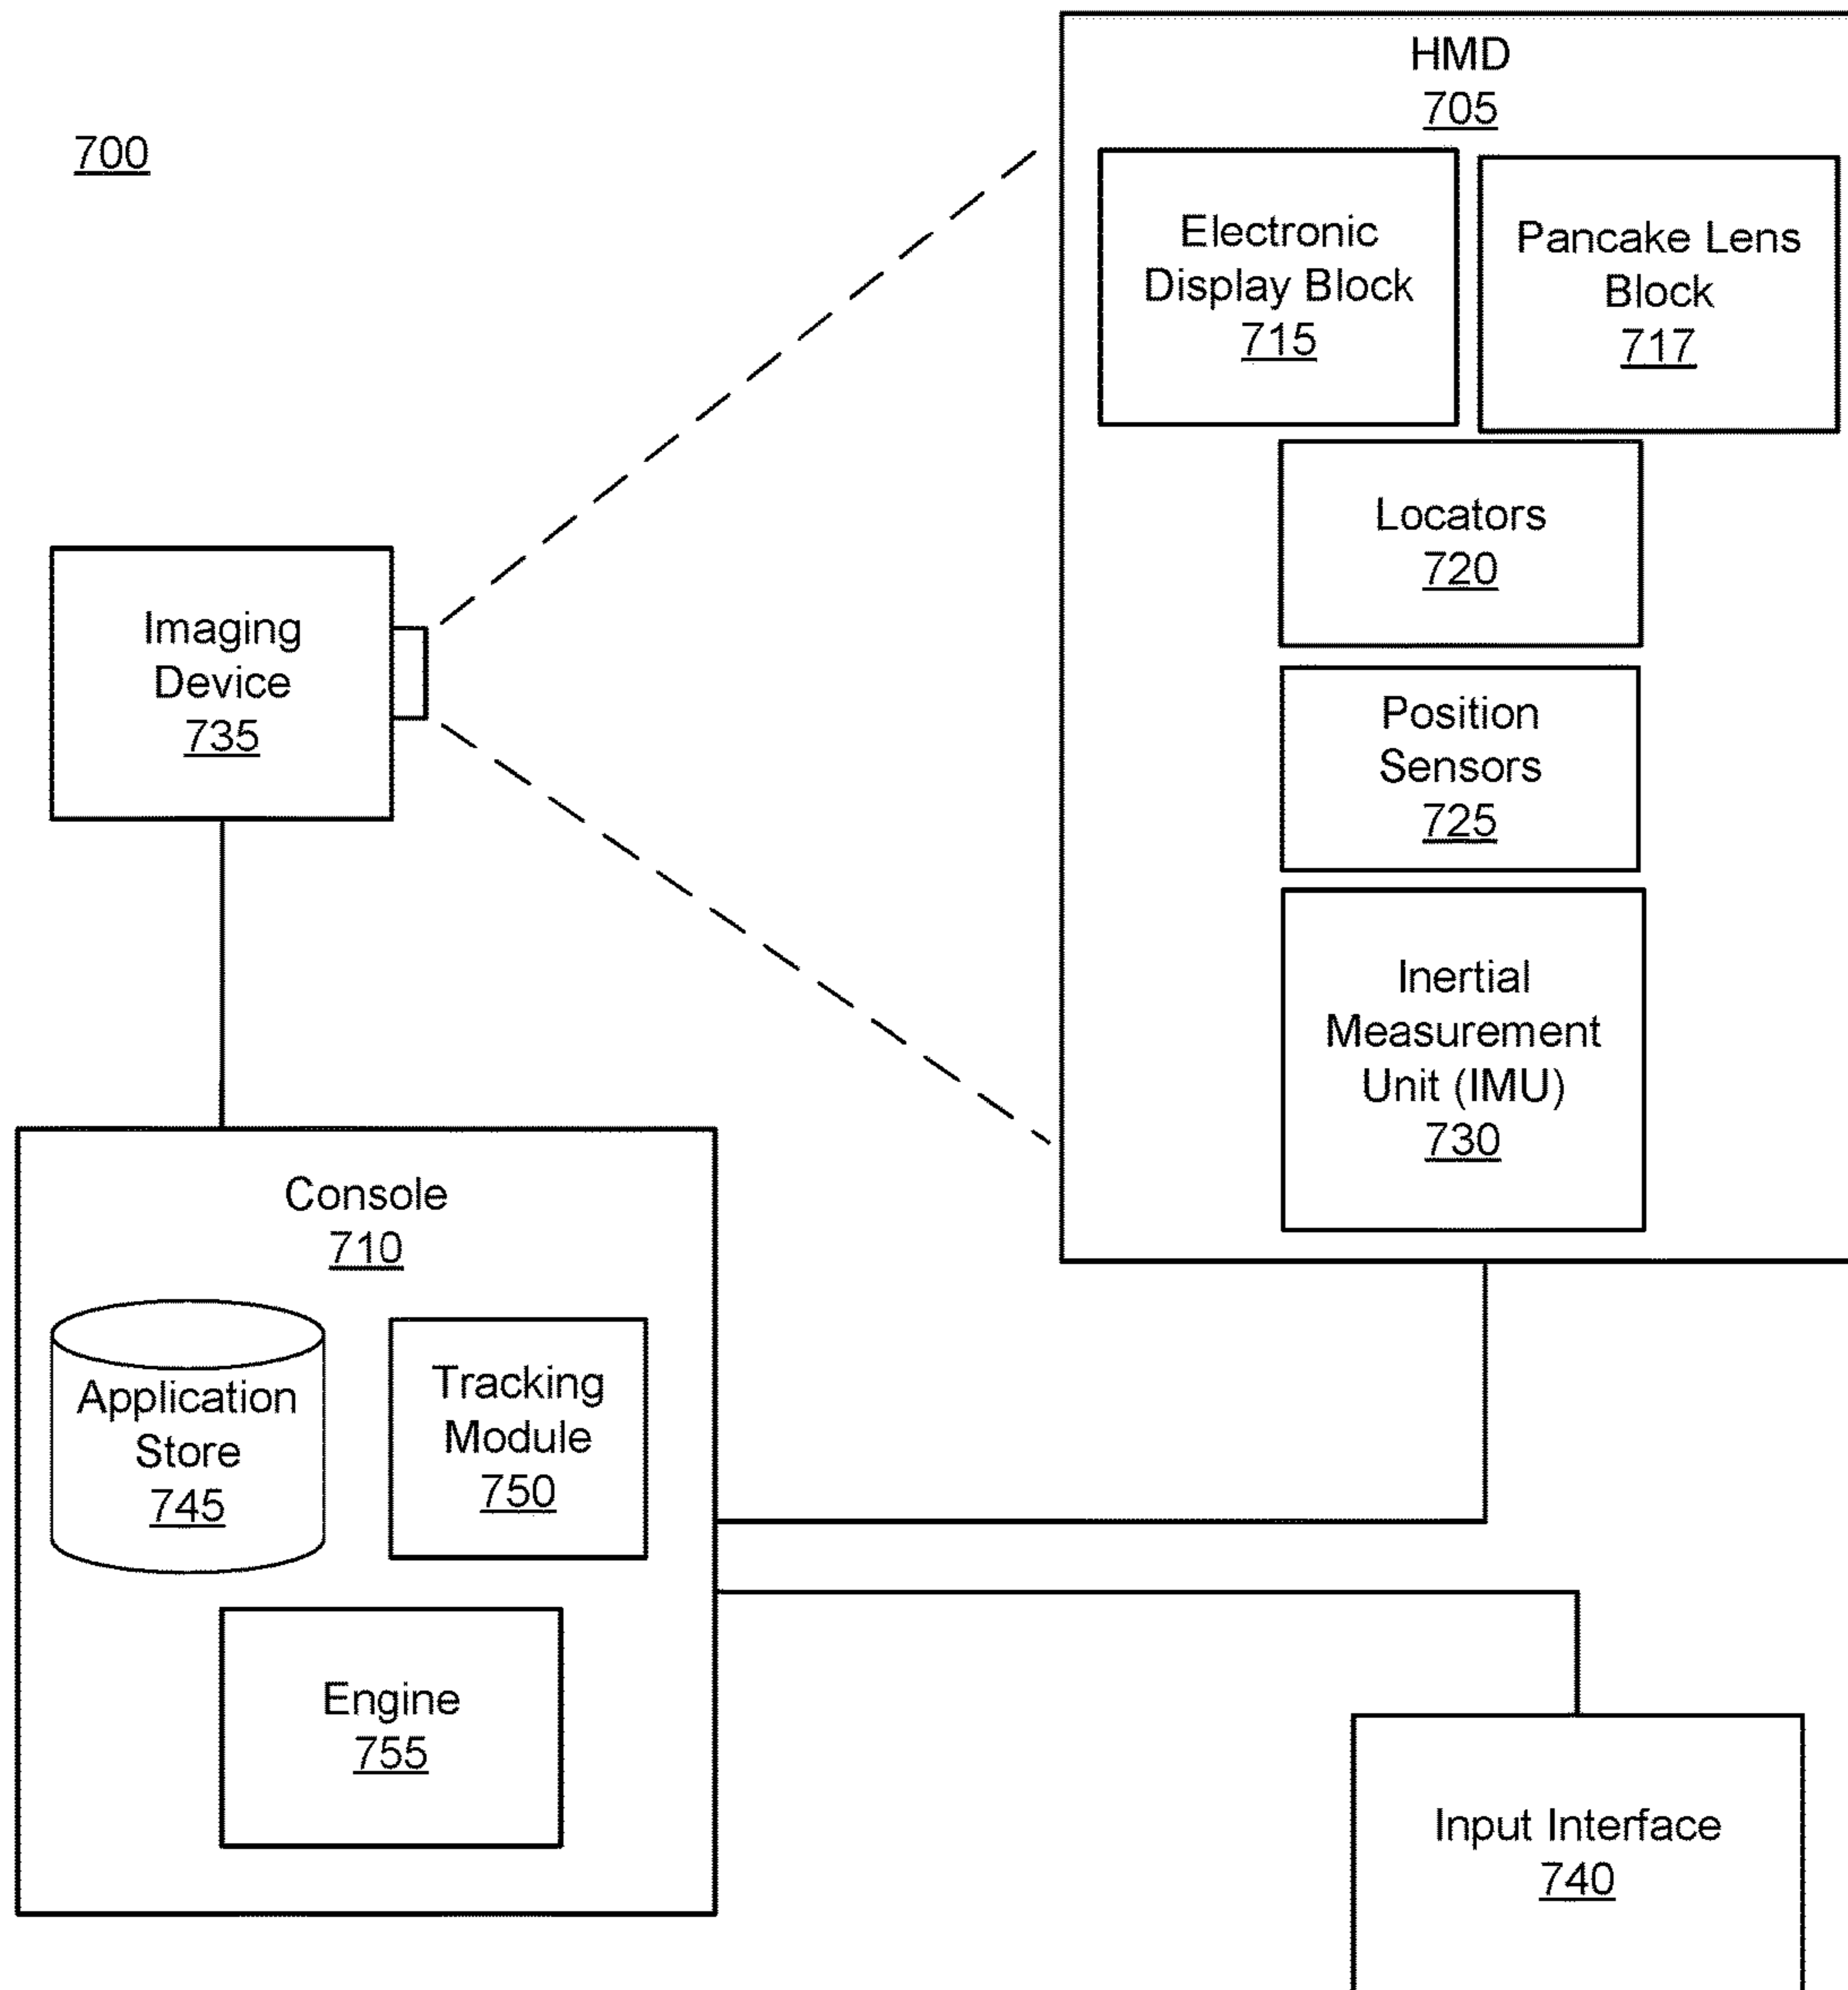 700
HMD
705
Electronic
Display Block
715
Pancake Lens
Block
717
Locators
720
Position
Sensors
725
Inertial
Measurement
Unit (IMU)
730
Imaging
Device
735
Console
710
Application
Store
745
Tracking
Module
750
Engine
755
Input Interface
740